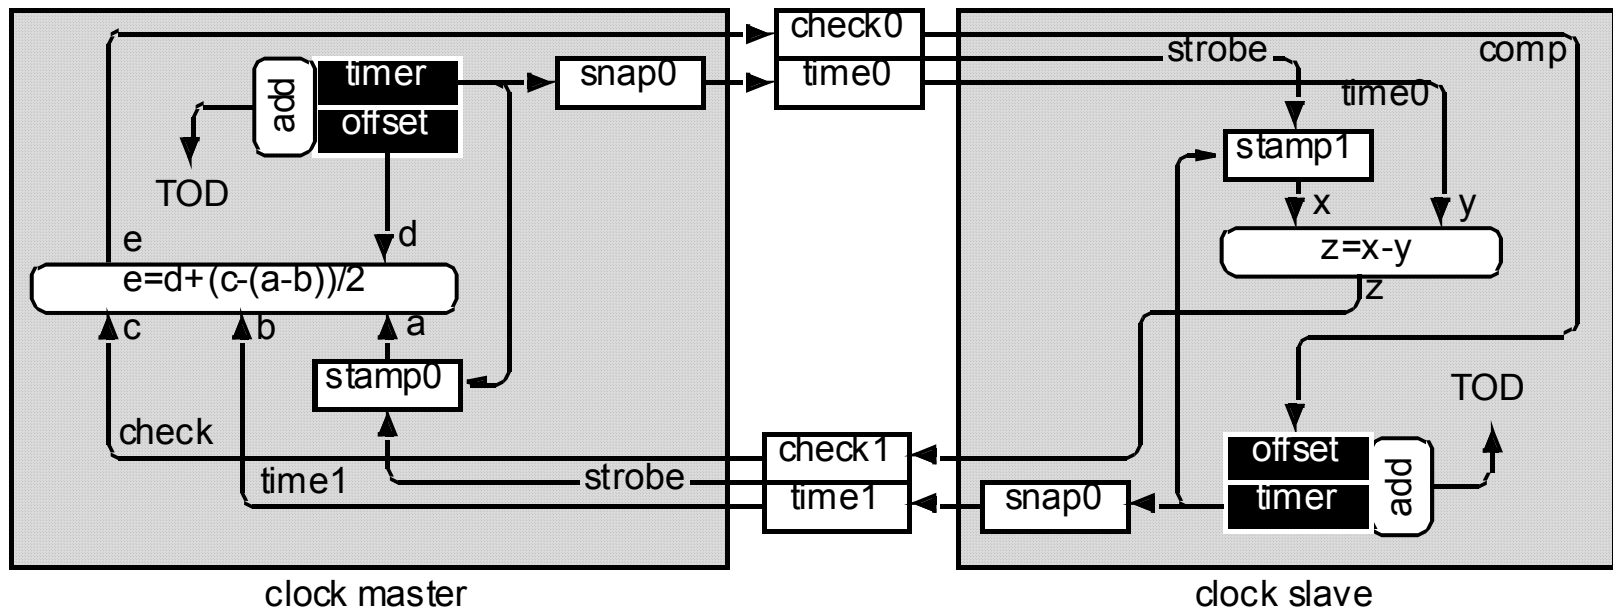 check0
strobe
comp
timer
snap0
time0
time0
add
offset
stamp1
TOD
x
y
e
d
z=x-y
e=d+(c-(a-b))/2
z
c
b
a
stamp0
TOD
check
check1
offset
time1
strobe
time1
snap0
timer
add
clock master
clock slave